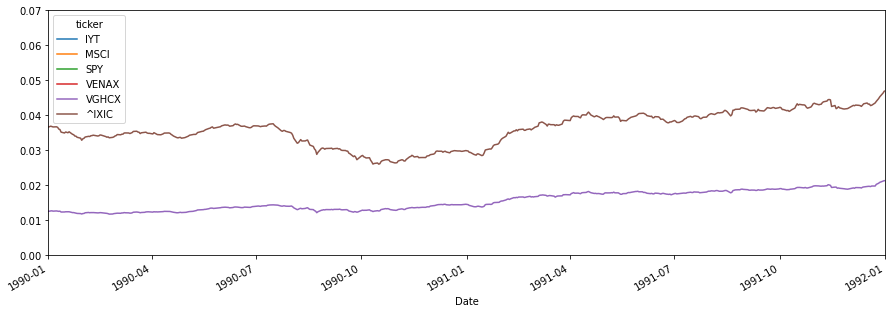 0.07
0.06
0.05
0.04
0.03
0.02
0.01
0.00
ticker
IYT
MSCI
SPY
VENAX
VGHCX
^IXIC
1990-01
1990-04
1990-07
1990-10
1991-01
1991-04
1991-07
1991-10
1992-01
Date